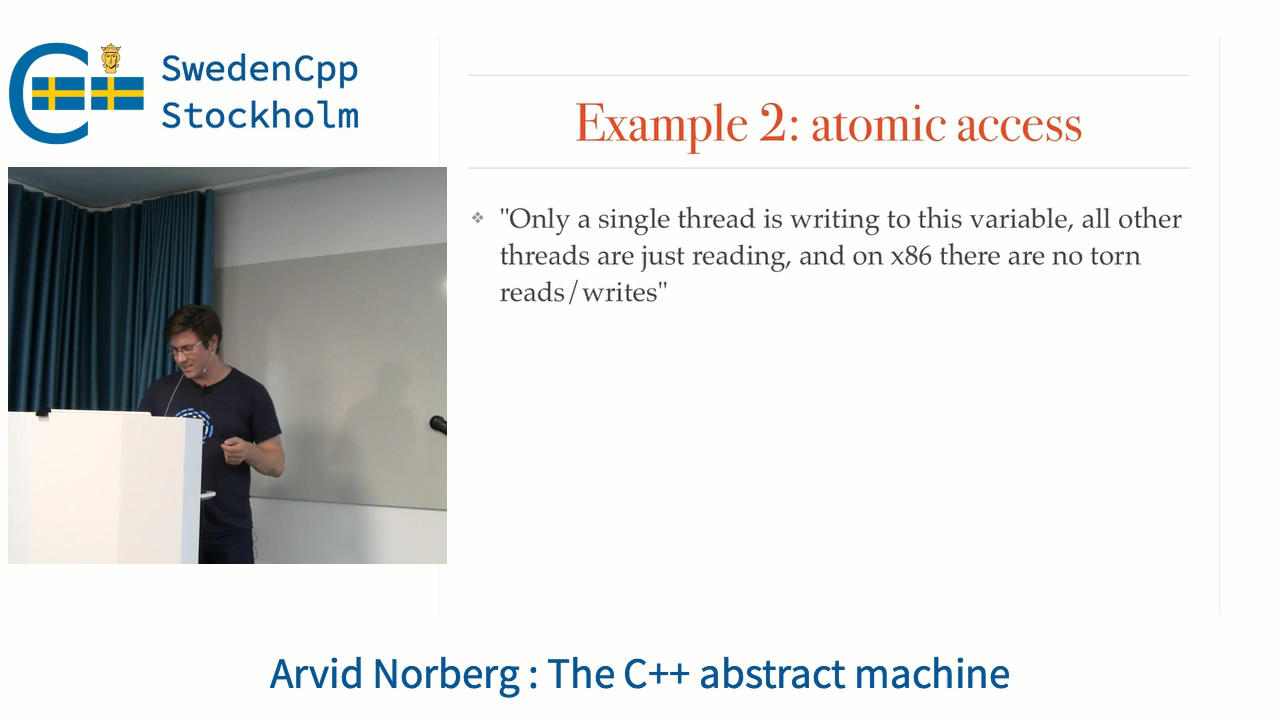 SwedenCpp
Stockholm
Example 2: atomic access
"Only a single thread is writing to this variable, all other
threads are just reading, and on x86 there are no torn
reads/writes"
Arvid Norberg : The C++ abstract machine